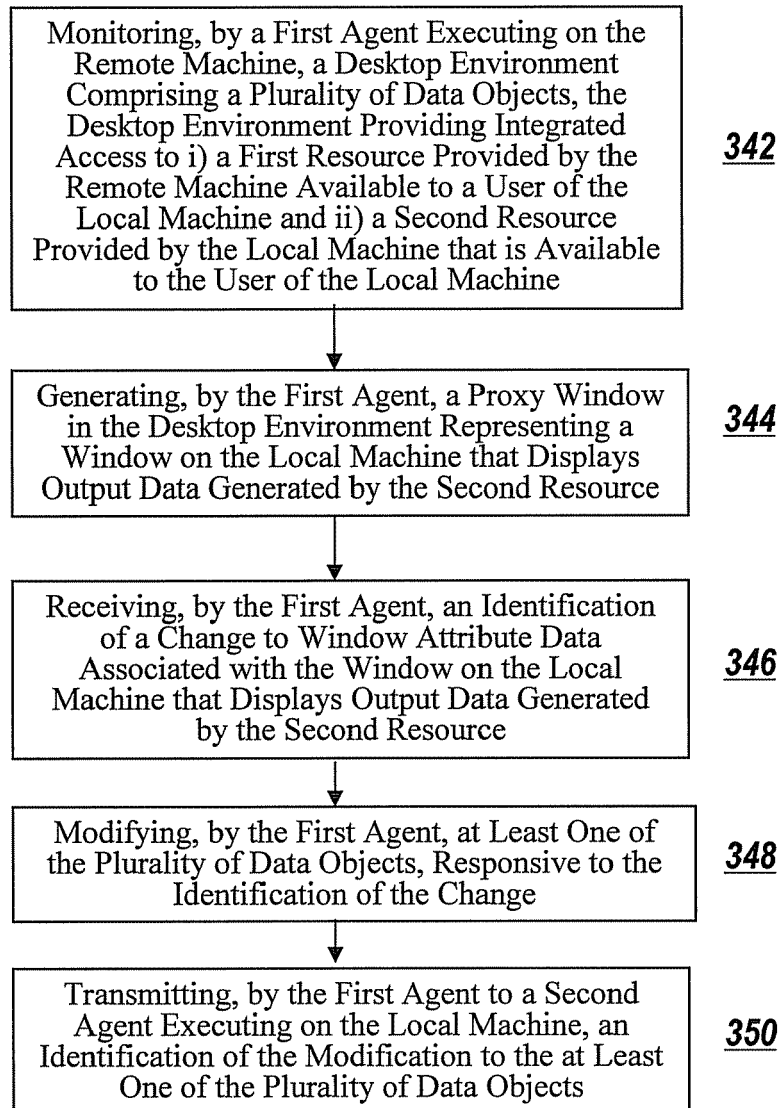 Monitoring, by a First Agent Executing on the
Remote Machine, a Desktop Environment
Comprising a Plurality of Data Objects, the
Desktop Environment Providing Integrated
Access to i) a First Resource Provided by the
Remote Machine Available to a User of the
Local Machine and ii) a Second Resource
Provided by the Local Machine that is Available
to the User of the Local Machine
342
Generating, by the First Agent, a Proxy Window
in the Desktop Environment Representing a
Window on the Local Machine that Displays
Output Data Generated by the Second Resource
344
Receiving, by the First Agent, an Identification
of a Change to Window Attribute Data
Associated with the Window on the Local
Machine that Displays Output Data Generated
by the Second Resource
346
Modifying, by the First Agent, at Least One of
the Plurality of Data Objects, Responsive to the
Identification of the Change
348
Transmitting, by the First Agent to a Second
Agent Executing on the Local Machine, an
Identification of the Modification to the at Least
One of the Plurality of Data Objects
350